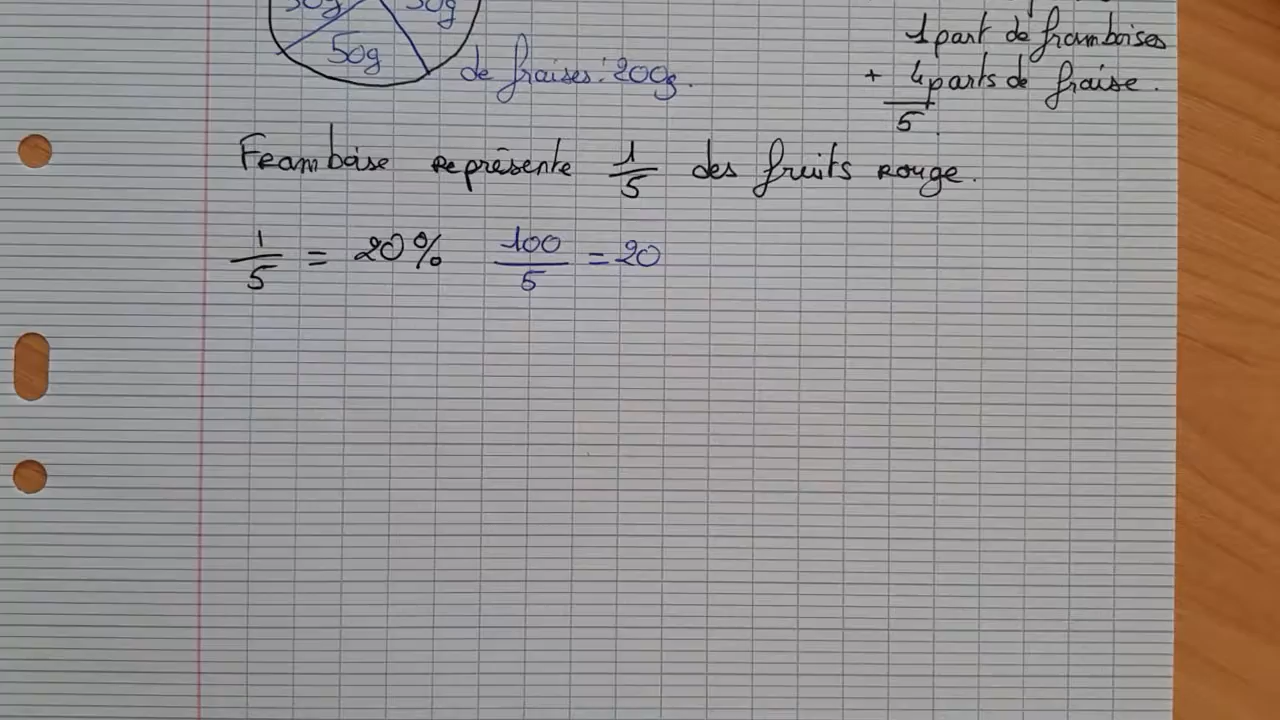 50g
1 part de framboises
50g
de fraises : 200g.
+ 4 parts de fraise.
5
Framboise représente 1/5 des fruits rouge.
1/5 = 20% 100/5 = 20